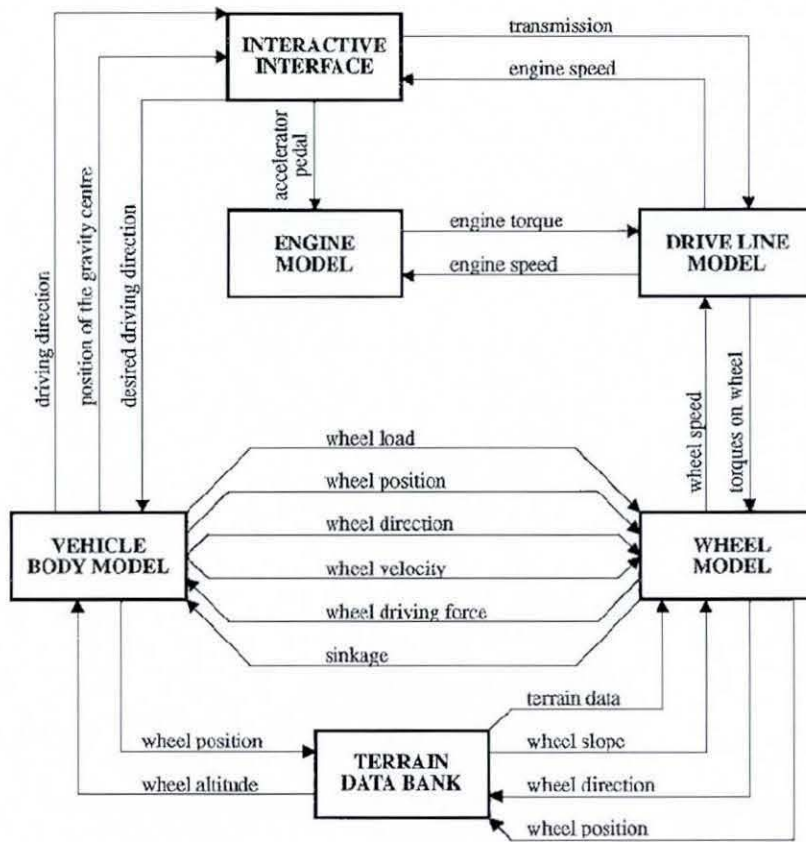 transmission
INTERACTIVE
INTERFACE
engine speed
accelerator
pedal
driving direction
position of the gravity centre
desired driving direction
ENGINE
MODEL
engine torque
engine speed
DRIVE LINE
MODEL
wheel speed
torques on wheel
wheel load
wheel position
VEHICLE
BODY MODEL
wheel direction
wheel velocity
WHEEL
MODEL
wheel driving force
sinkage
terrain data
wheel position
TERRAIN
DATA BANK
wheel slope
wheel altitude
wheel direction
wheel position